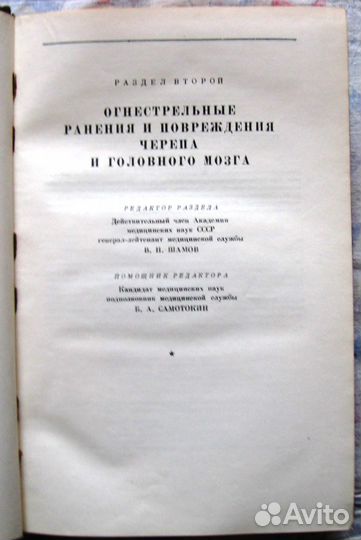 РАЗДЕЛ ВТОРОЙ
ОГНЕСТРЕЛЬНЫЕ
РАНЕНИЯ И ПОВРЕЖДЕНИЯ
ЧЕРЕПА
И ГОЛОВНОГО МОЗГА
РЕДАКТОР РАЗДЕЛА
Действительный член Академии
медицинских наук СССР
генерал-лейтенант медицинской службы
В. Н. ШАМОВ
ПОМОЩНИК РЕДАКТОРА
Кандидат медицинских наук
подполковник медицинской службы
Б. А. САМОТОКИН
Avito